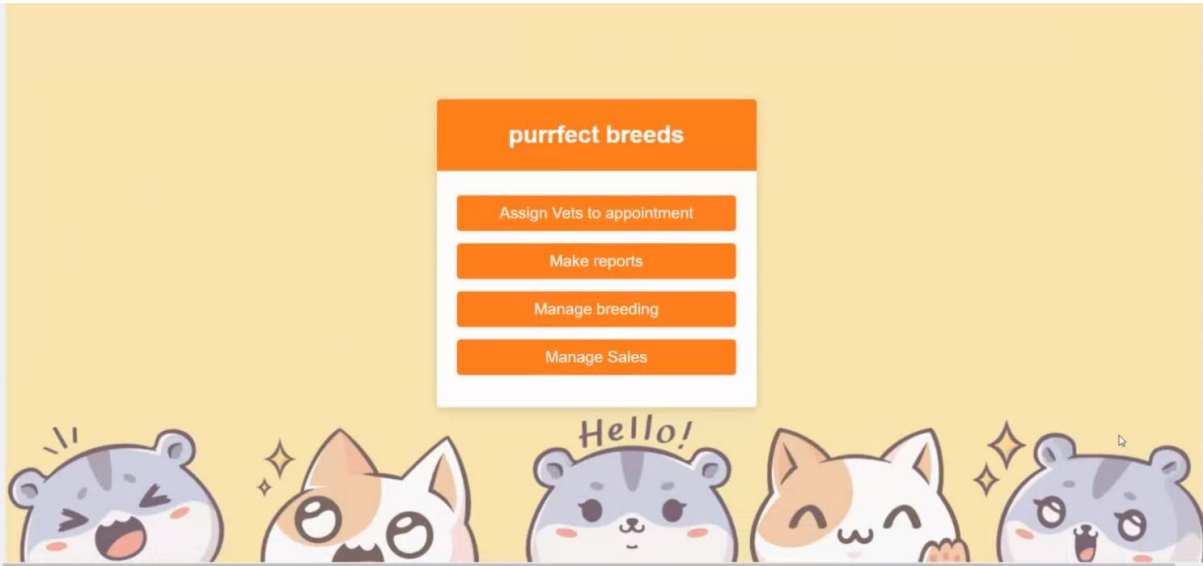 purrfect breeds
Assign Vets to appointment
Make reports
Manage breeding
Manage Sales
Hello!